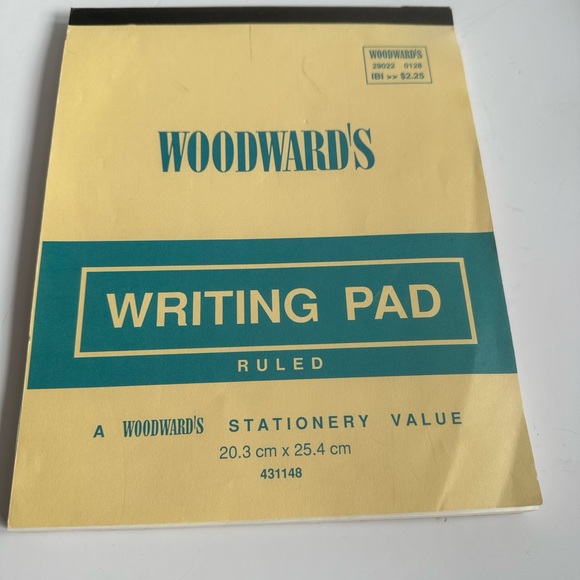 WOODWARD'S
29022 0128
IBI >> $2.25
WOODWARD'S
WRITING PAD
RULED
A WOODWARD'S STATIONERY VALUE
20.3 cm x 25.4 cm
431148